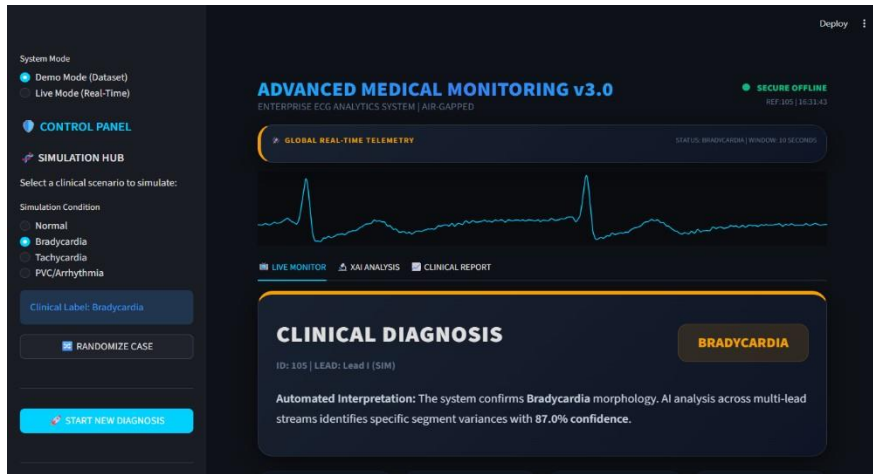 Deploy
System Mode
Demo Mode (Dataset)
Live Mode (Real-Time)
CONTROL PANEL
SIMULATION HUB
Select a clinical scenario to simulate:
Simulation Condition
Normal
Bradycardia
Tachycardia
PVC/Arrhythmia
Clinical Label: Bradycardia
RANDOMIZE CASE
START NEW DIAGNOSIS
ADVANCED MEDICAL MONITORING v3.0
ENTERPRISE ECG ANALYTICS SYSTEM | AIR-GAPPED
SECURE OFFLINE
REF:105 | 16:31:43
GLOBAL REAL-TIME TELEMETRY
STATUS: BRADYCARDIA | WINDOW: 10 SECONDS
LIVE MONITOR XAI ANALYSIS CLINICAL REPORT
CLINICAL DIAGNOSIS
BRADYCARDIA
ID: 105 | LEAD: Lead I (SIM)
Automated Interpretation: The system confirms Bradycardia morphology. AI analysis across multi-lead
streams identifies specific segment variances with 87.0% confidence.